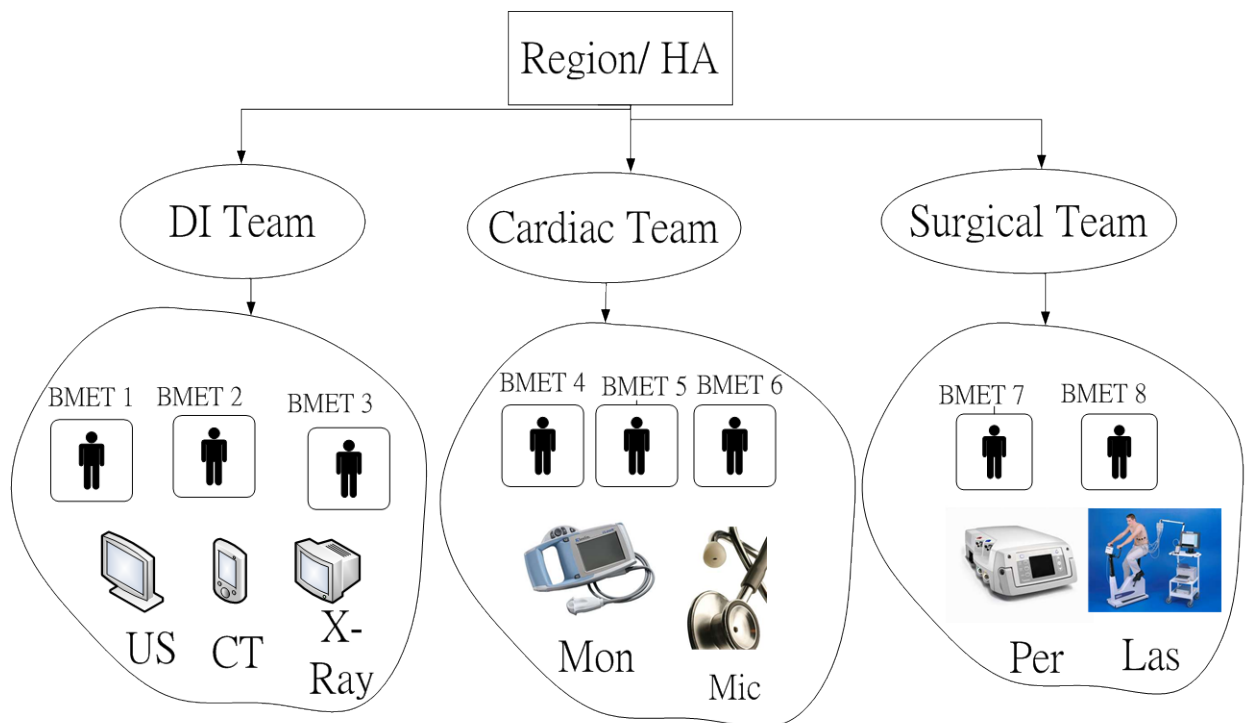 Region/ HA
DI Team
Cardiac Team
Surgical Team
BMET 1
BMET 2
BMET 3
BMET 4
BMET 5
BMET 6
BMET 7
BMET 8
US
CT
X-
Ray
Mon
Mic
Per
Las